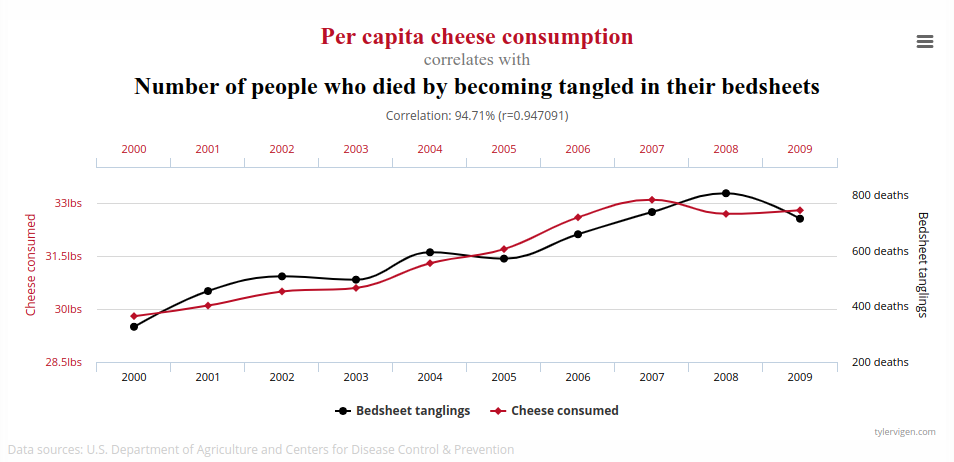 Per capita cheese consumption
correlates with
Number of people who died by becoming tangled in their bedsheets
Correlation: 94.71% (r=0.947091)
2000 2001 2002 2003 2004 2005 2006 2007 2008 2009
Cheese consumed
33lbs
31.5lbs
30lbs
28.5lbs
800 deaths
600 deaths
400 deaths
200 deaths
Bedsheet tanglings
2000 2001 2002 2003 2004 2005 2006 2007 2008 2009
Bedsheet tanglings Cheese consumed
tylervigen.com
Data sources: U.S. Department of Agriculture and Centers for Disease Control & Prevention